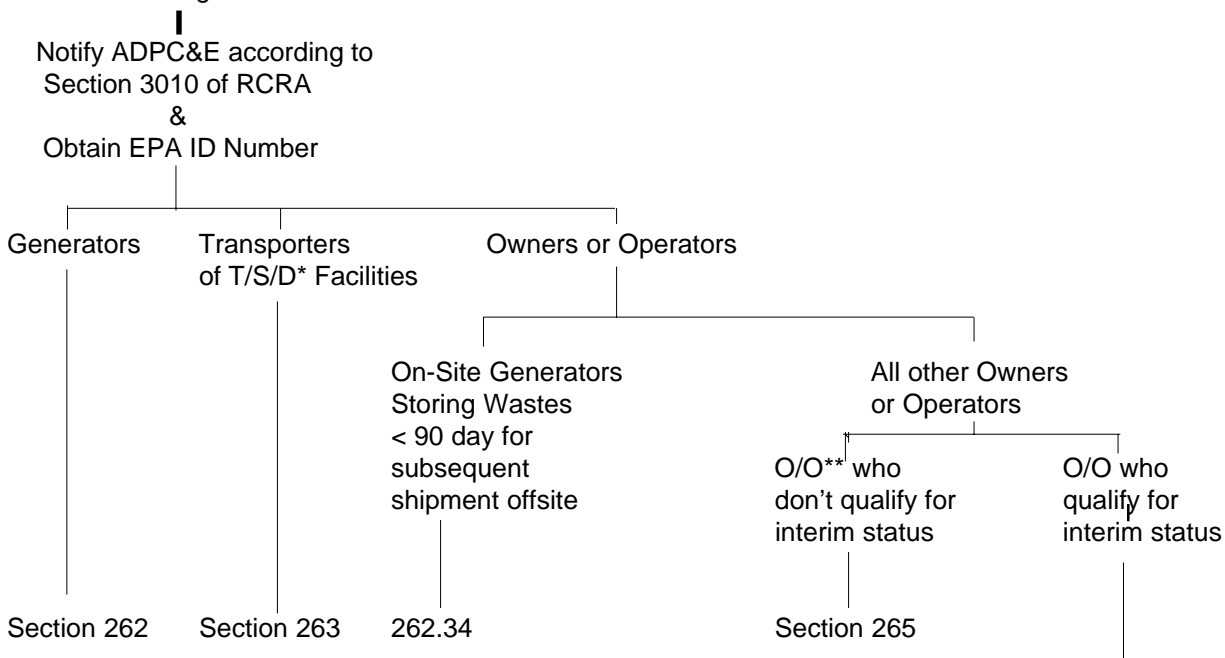 Notify ADPC&E according to
Section 3010 of RCRA
&
Obtain EPA ID Number
Generators
Transporters
of T/S/D* Facilities
Owners or Operators
On-Site Generators
Storing Wastes
< 90 day for
subsequent
shipment offsite
All other Owners
or Operators
O/O** who
don't qualify for
interim status
O/O who
qualify for
interim status
Section 262
Section 263
262.34
Section 265